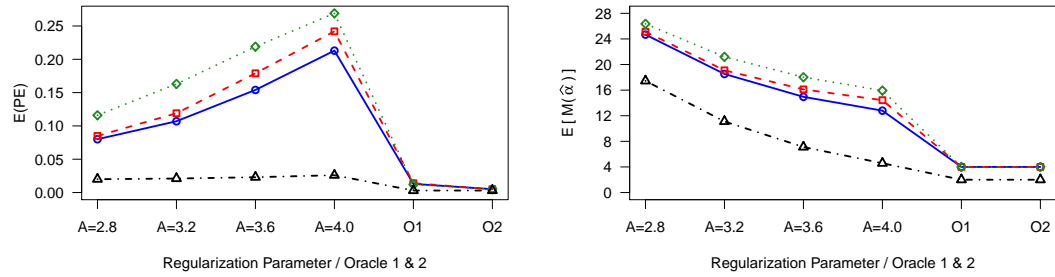 E(PE)
0.25
0.20
0.15
0.10
0.05
0.00
A=2.8 A=3.2 A=3.6 A=4.0 O1 O2
Regularization Parameter / Oracle 1 & 2
E [ M(α̂) ]
28
24
20
16
12
8
4
0
A=2.8 A=3.2 A=3.6 A=4.0 O1 O2
Regularization Parameter / Oracle 1 & 2